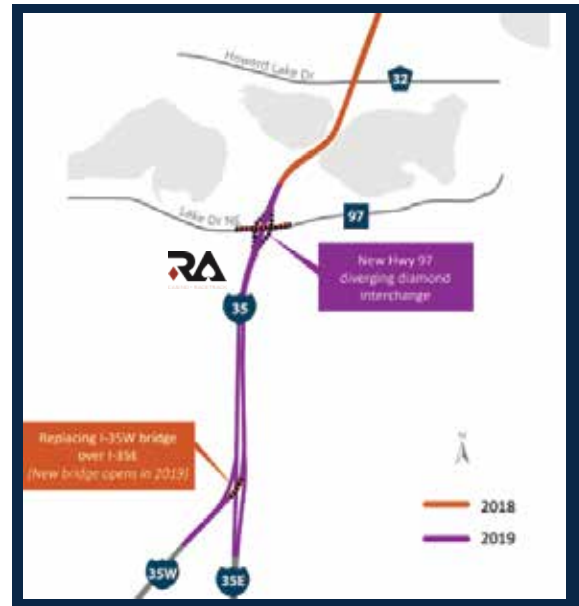 Howard Lake Dr
32
Lake Dr NE
97
RA
New Hwy 97
diverging diamond
interchange
35
Replacing I-35W bridge
over I-35E
(New bridge opens in 2019)
N
2018
2019
35W
35E